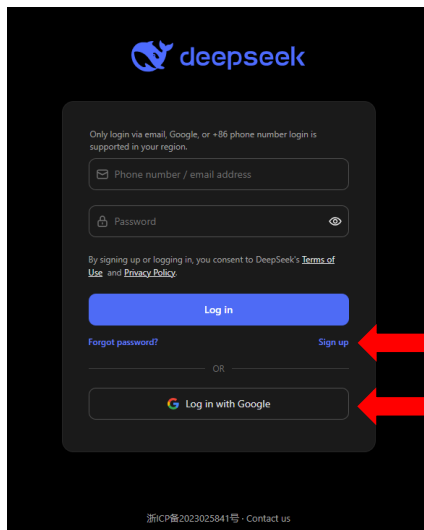 deepseek
Only login via email, Google, or +86 phone number login is
supported in your region.
Phone number / email address
Password
By signing up or logging in, you consent to DeepSeek's Terms of
Use and Privacy Policy.
Log in
Forgot password? Sign up
OR
Log in with Google
浙ICP备2023025841号 · Contact us